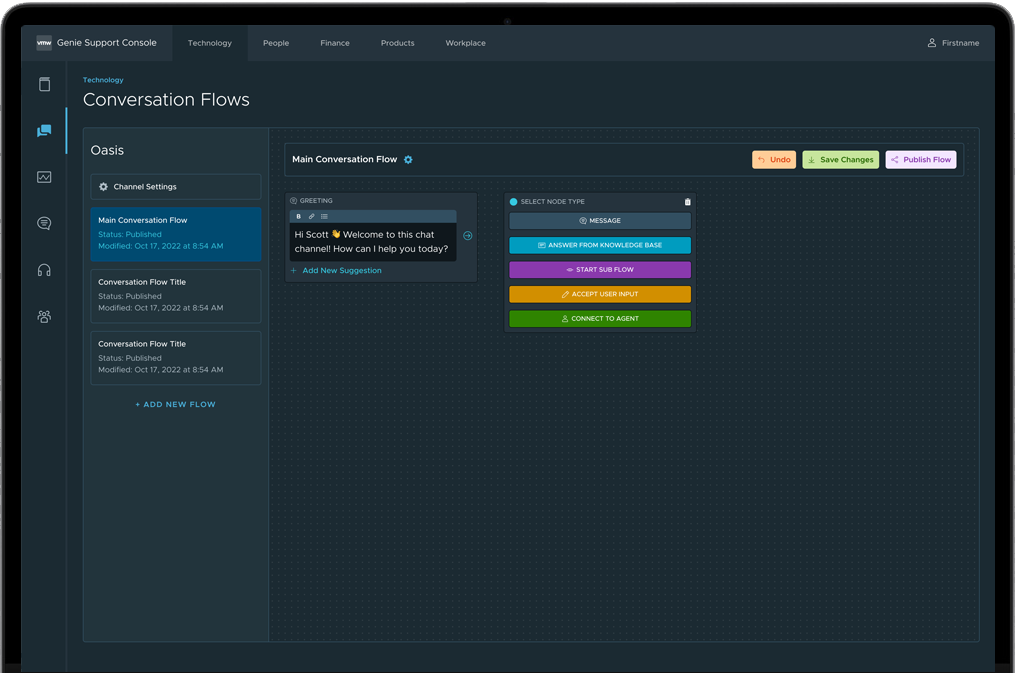 vmw Genie Support Console
Technology
People
Finance
Products
Workplace
Firstname
Technology
Conversation Flows
Oasis
Channel Settings
Main Conversation Flow
Status: Published
Modified: Oct 17, 2022 at 8:54 AM
Conversation Flow Title
Status: Published
Modified: Oct 17, 2022 at 8:54 AM
Conversation Flow Title
Status: Published
Modified: Oct 17, 2022 at 8:54 AM
+ ADD NEW FLOW
Main Conversation Flow
Undo
Save Changes
Publish Flow
GREETING
B
Hi Scott 👋 Welcome to this chat
channel! How can I help you today?
+ Add New Suggestion
SELECT NODE TYPE
MESSAGE
ANSWER FROM KNOWLEDGE BASE
START SUB FLOW
ACCEPT USER INPUT
CONNECT TO AGENT